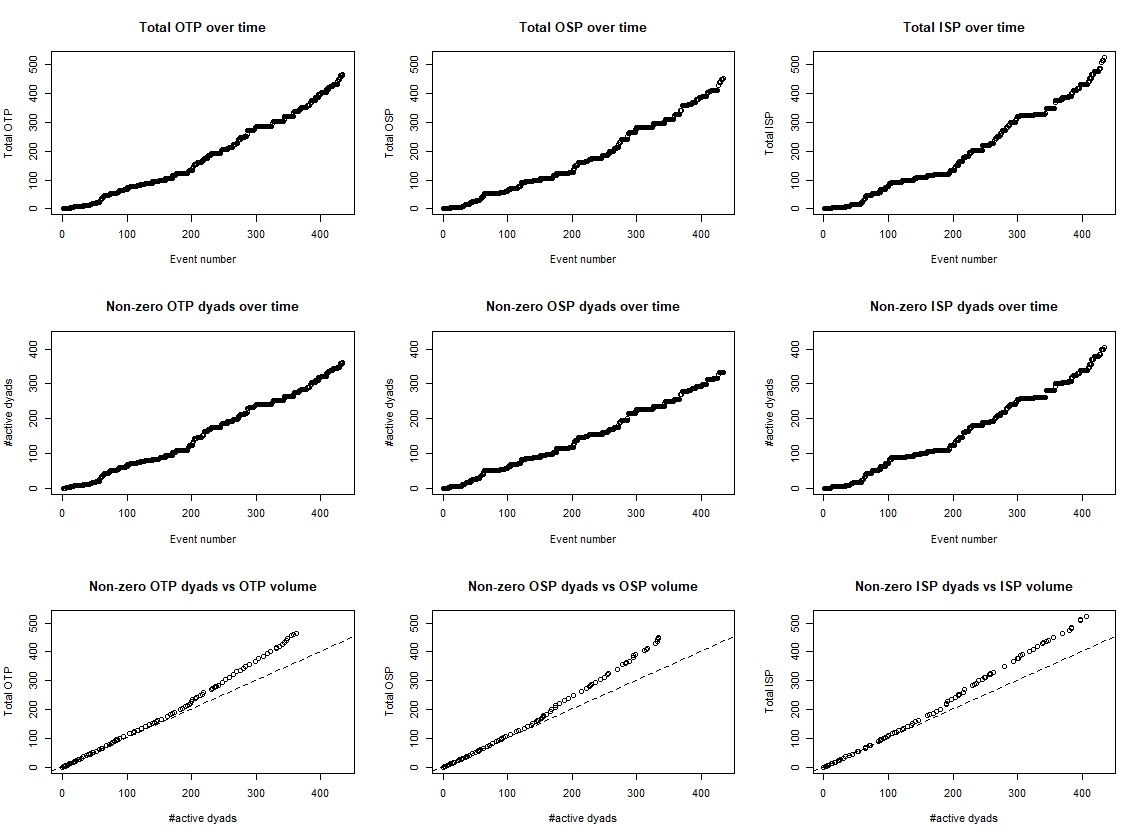 Total OTP over time
Total OSP over time
Total ISP over time
Total OTP
0 100 200 300 400 500
0 100 200 300 400
Event number
Total OSP
0 100 200 300 400 500
0 100 200 300 400
Event number
Total ISP
0 100 200 300 400 500
0 100 200 300 400
Event number
Non-zero OTP dyads over time
Non-zero OSP dyads over time
Non-zero ISP dyads over time
#active dyads
0 100 200 300 400
0 100 200 300 400
Event number
#active dyads
0 100 200 300 400
0 100 200 300 400
Event number
#active dyads
0 100 200 300 400
0 100 200 300 400
Event number
Non-zero OTP dyads vs OTP volume
Non-zero OSP dyads vs OSP volume
Non-zero ISP dyads vs ISP volume
Total OTP
0 100 200 300 400 500
0 100 200 300 400
#active dyads
Total OSP
0 100 200 300 400 500
0 100 200 300 400
#active dyads
Total ISP
0 100 200 300 400 500
0 100 200 300 400
#active dyads